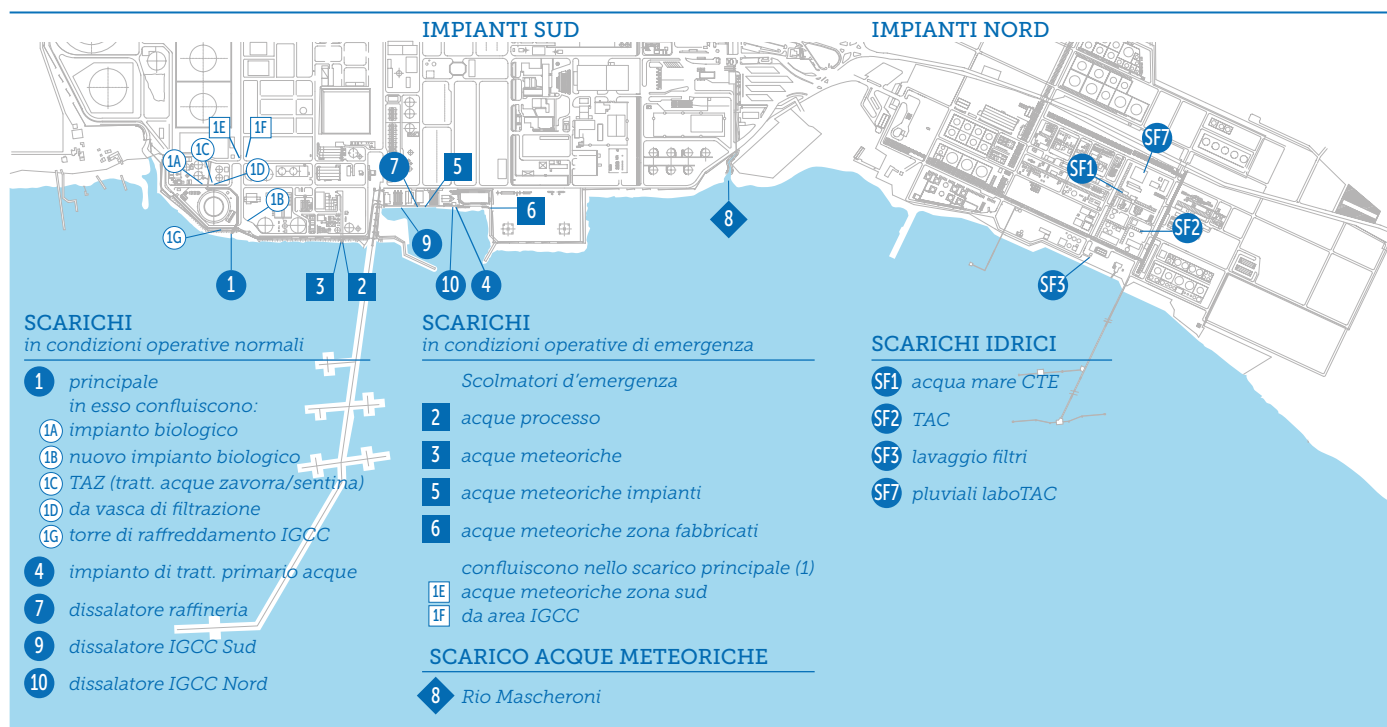 IMPIANTI SUD
IMPIANTI NORD
1E
1F
1C
1A
1D
1B
1G
1
3
2
7
5
6
9
10
4
8
SF7
SF1
SF2
SF3
SCARICHI
in condizioni operative normali
1 principale
in esso confluiscono:
1A impianto biologico
1B nuovo impianto biologico
1C TAZ (tratt. acque zavorra/sentina)
1D da vasca di filtrazione
1G torre di raffreddamento IGCC
4 impianto di tratt. primario acque
7 dissalatore raffineria
9 dissalatore IGCC Sud
10 dissalatore IGCC Nord
SCARICHI
in condizioni operative di emergenza
Scolmatori d'emergenza
2 acque processo
3 acque meteoriche
5 acque meteoriche impianti
6 acque meteoriche zona fabbricati
confluiscono nello scarico principale (1)
1E acque meteoriche zona sud
1F da area IGCC
SCARICO ACQUE METEORICHE
8 Rio Mascheroni
SCARICHI IDRICI
SF1 acqua mare CTE
SF2 TAC
SF3 lavaggio filtri
SF7 pluviali laboTAC